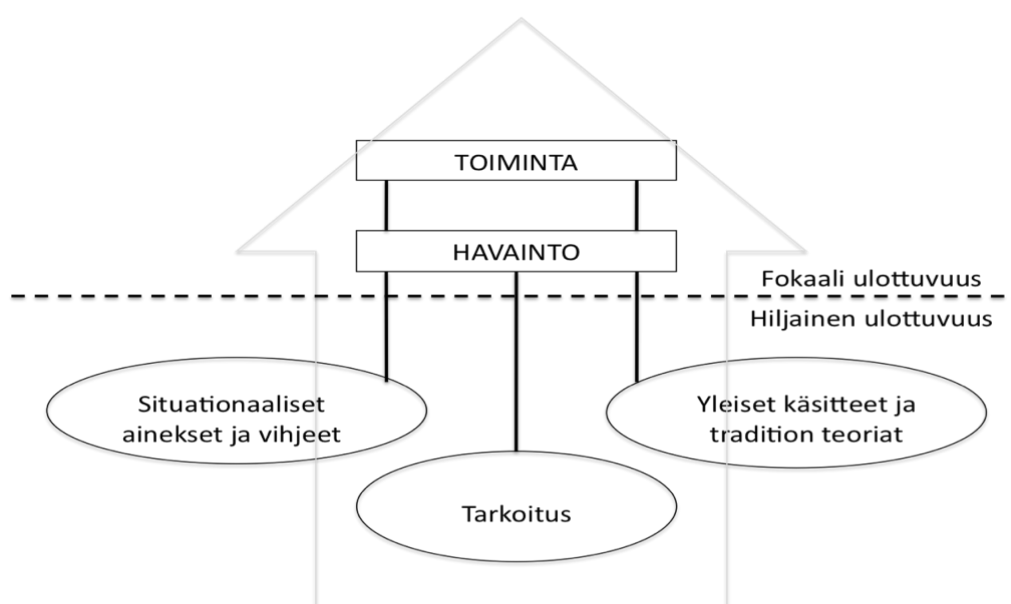 TOIMINTA
HAVAINTO
Fokaali ulottuvuus
Hiljainen ulottuvuus
Situationaaliset
ainekset ja vihjeet
Yleiset käsitteet ja
tradition teoriat
Tarkoitus